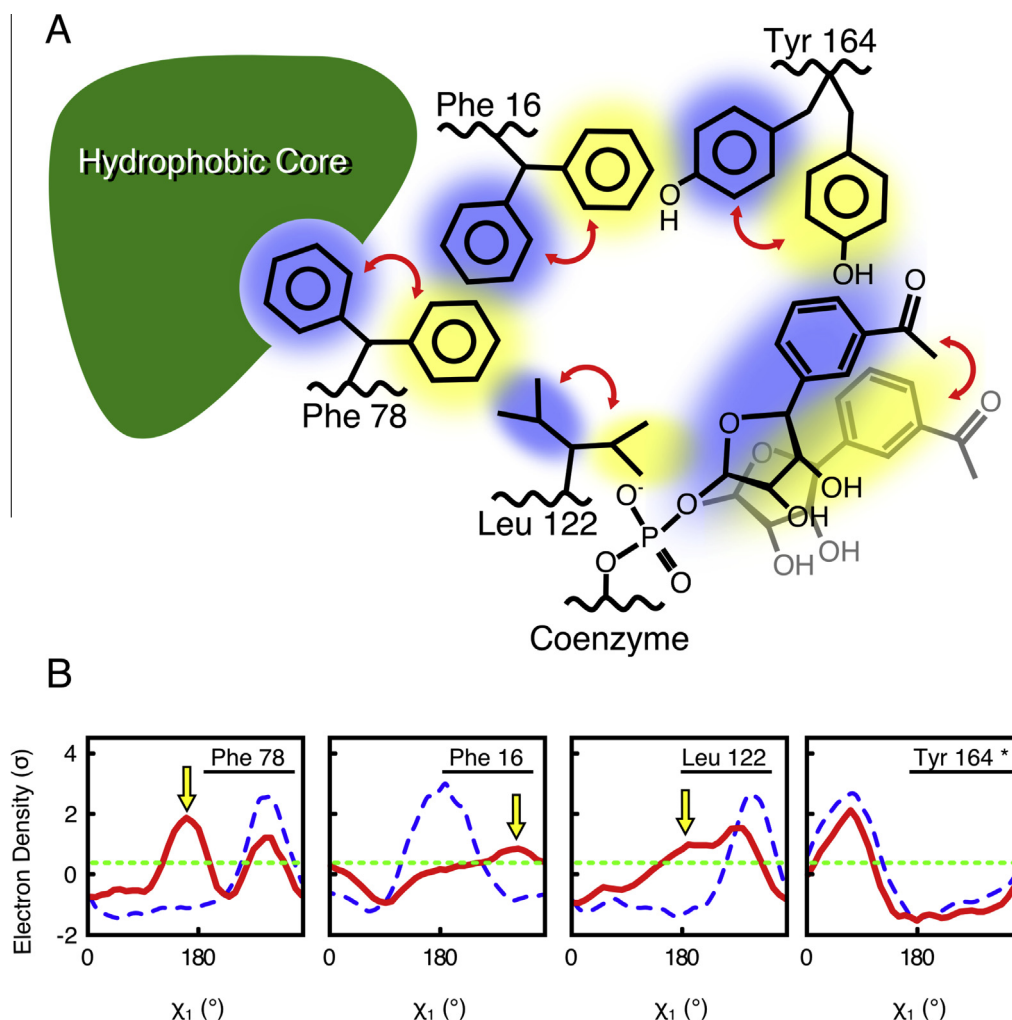 A
Tyr 164
Phe 16
Hydrophobic Core
O
H
OH
O
Phe 78
O
O
O
OH
Leu 122
O-
O
OH
P
OH
OH
O
O
Coenzyme
B
Electron Density (σ)
4
2
0
-2
Phe 78
Phe 16
Leu 122
Tyr 164 *
0
180
0
180
0
180
0
180
χ1 (°)
χ1 (°)
χ1 (°)
χ1 (°)